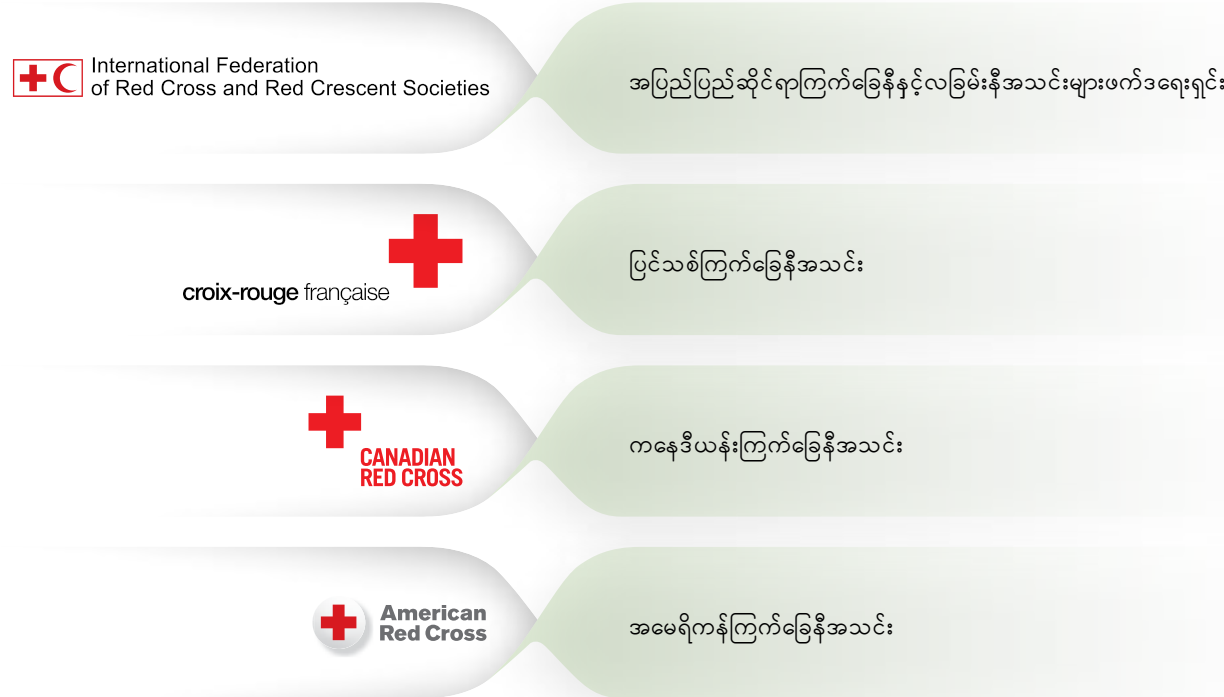 International Federation
of Red Cross and Red Crescent Societies
အပြည်ပြည်ဆိုင်ရာကြက်ခြေနီနှင့်လခြမ်းနီအသင်းများဖက်ဒရေးရှင်း
croix-rouge française
ပြင်သစ်ကြက်ခြေနီအသင်း
CANADIAN
RED CROSS
ကနေဒီယန်းကြက်ခြေနီအသင်း
American
Red Cross
အမေရိကန်ကြက်ခြေနီအသင်း